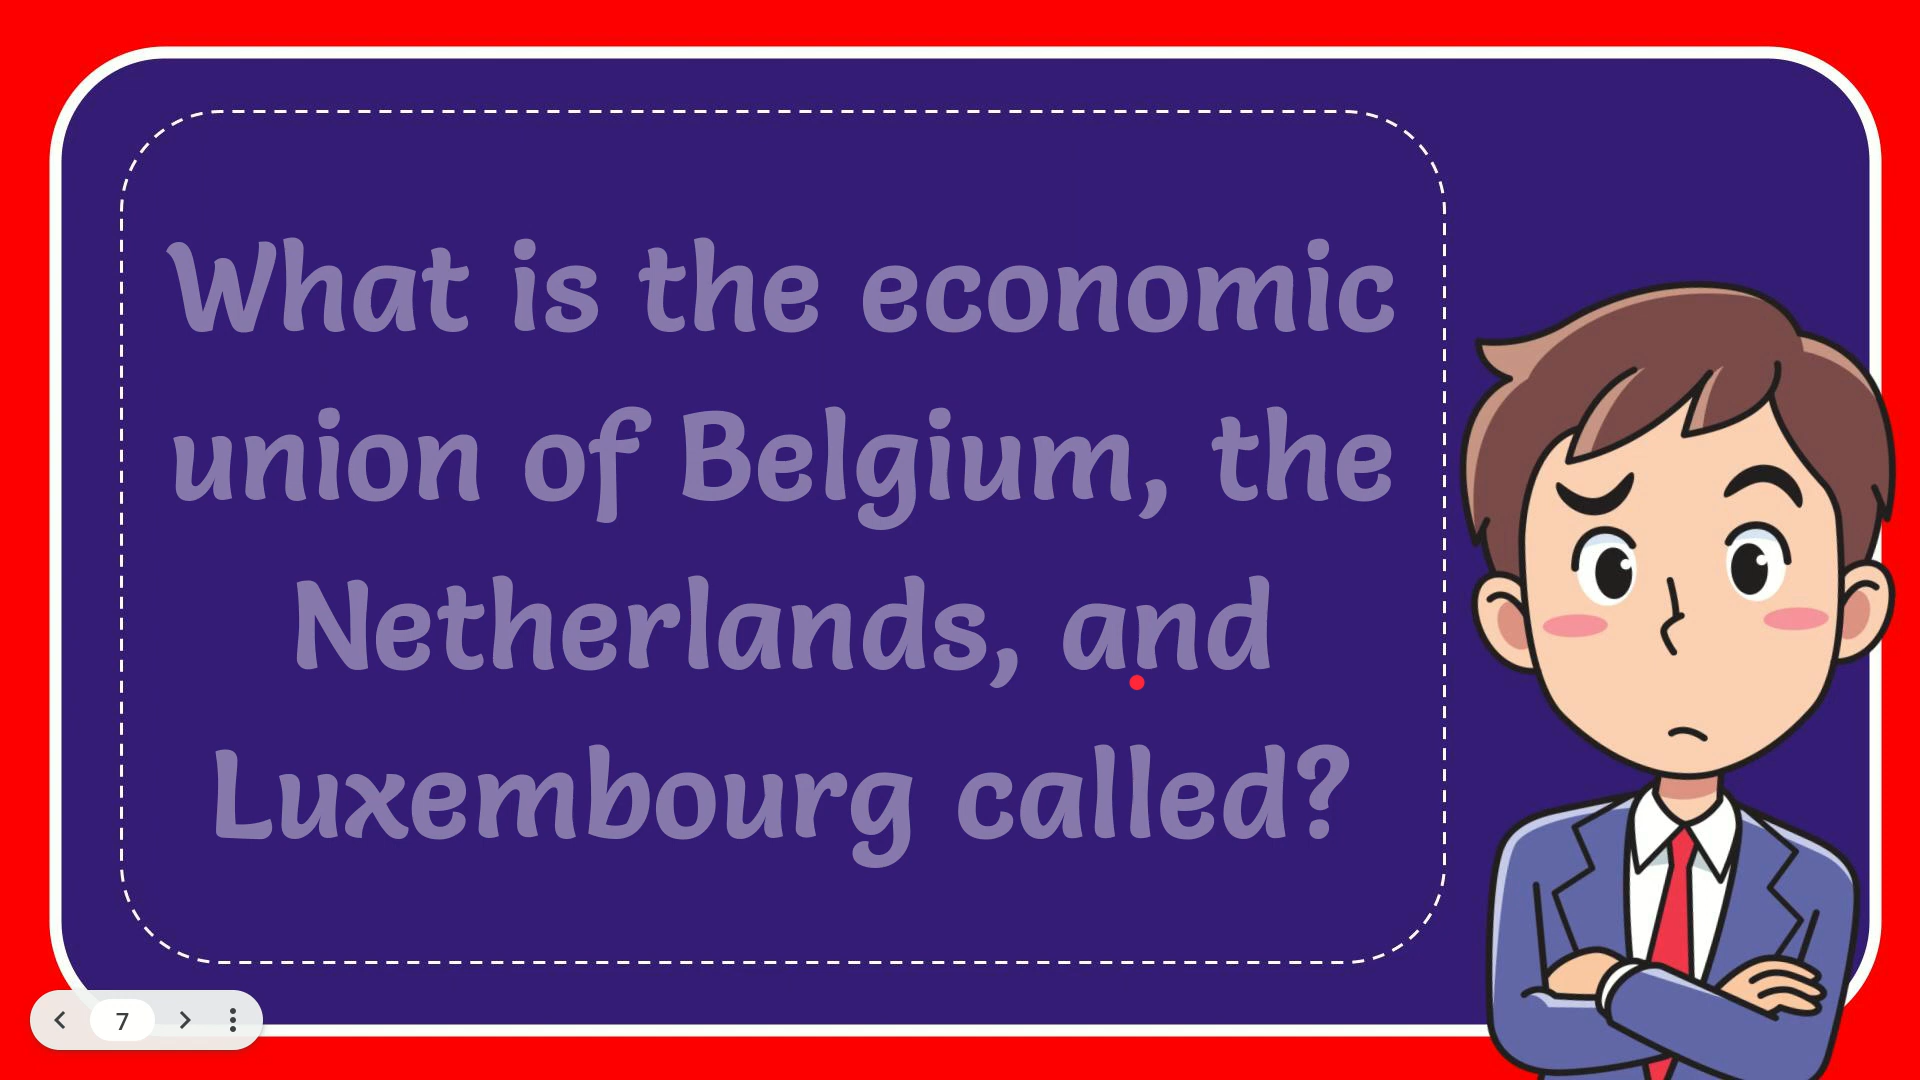 What is the economic
union of Belgium, the
Netherlands, and
Luxembourg called?
7